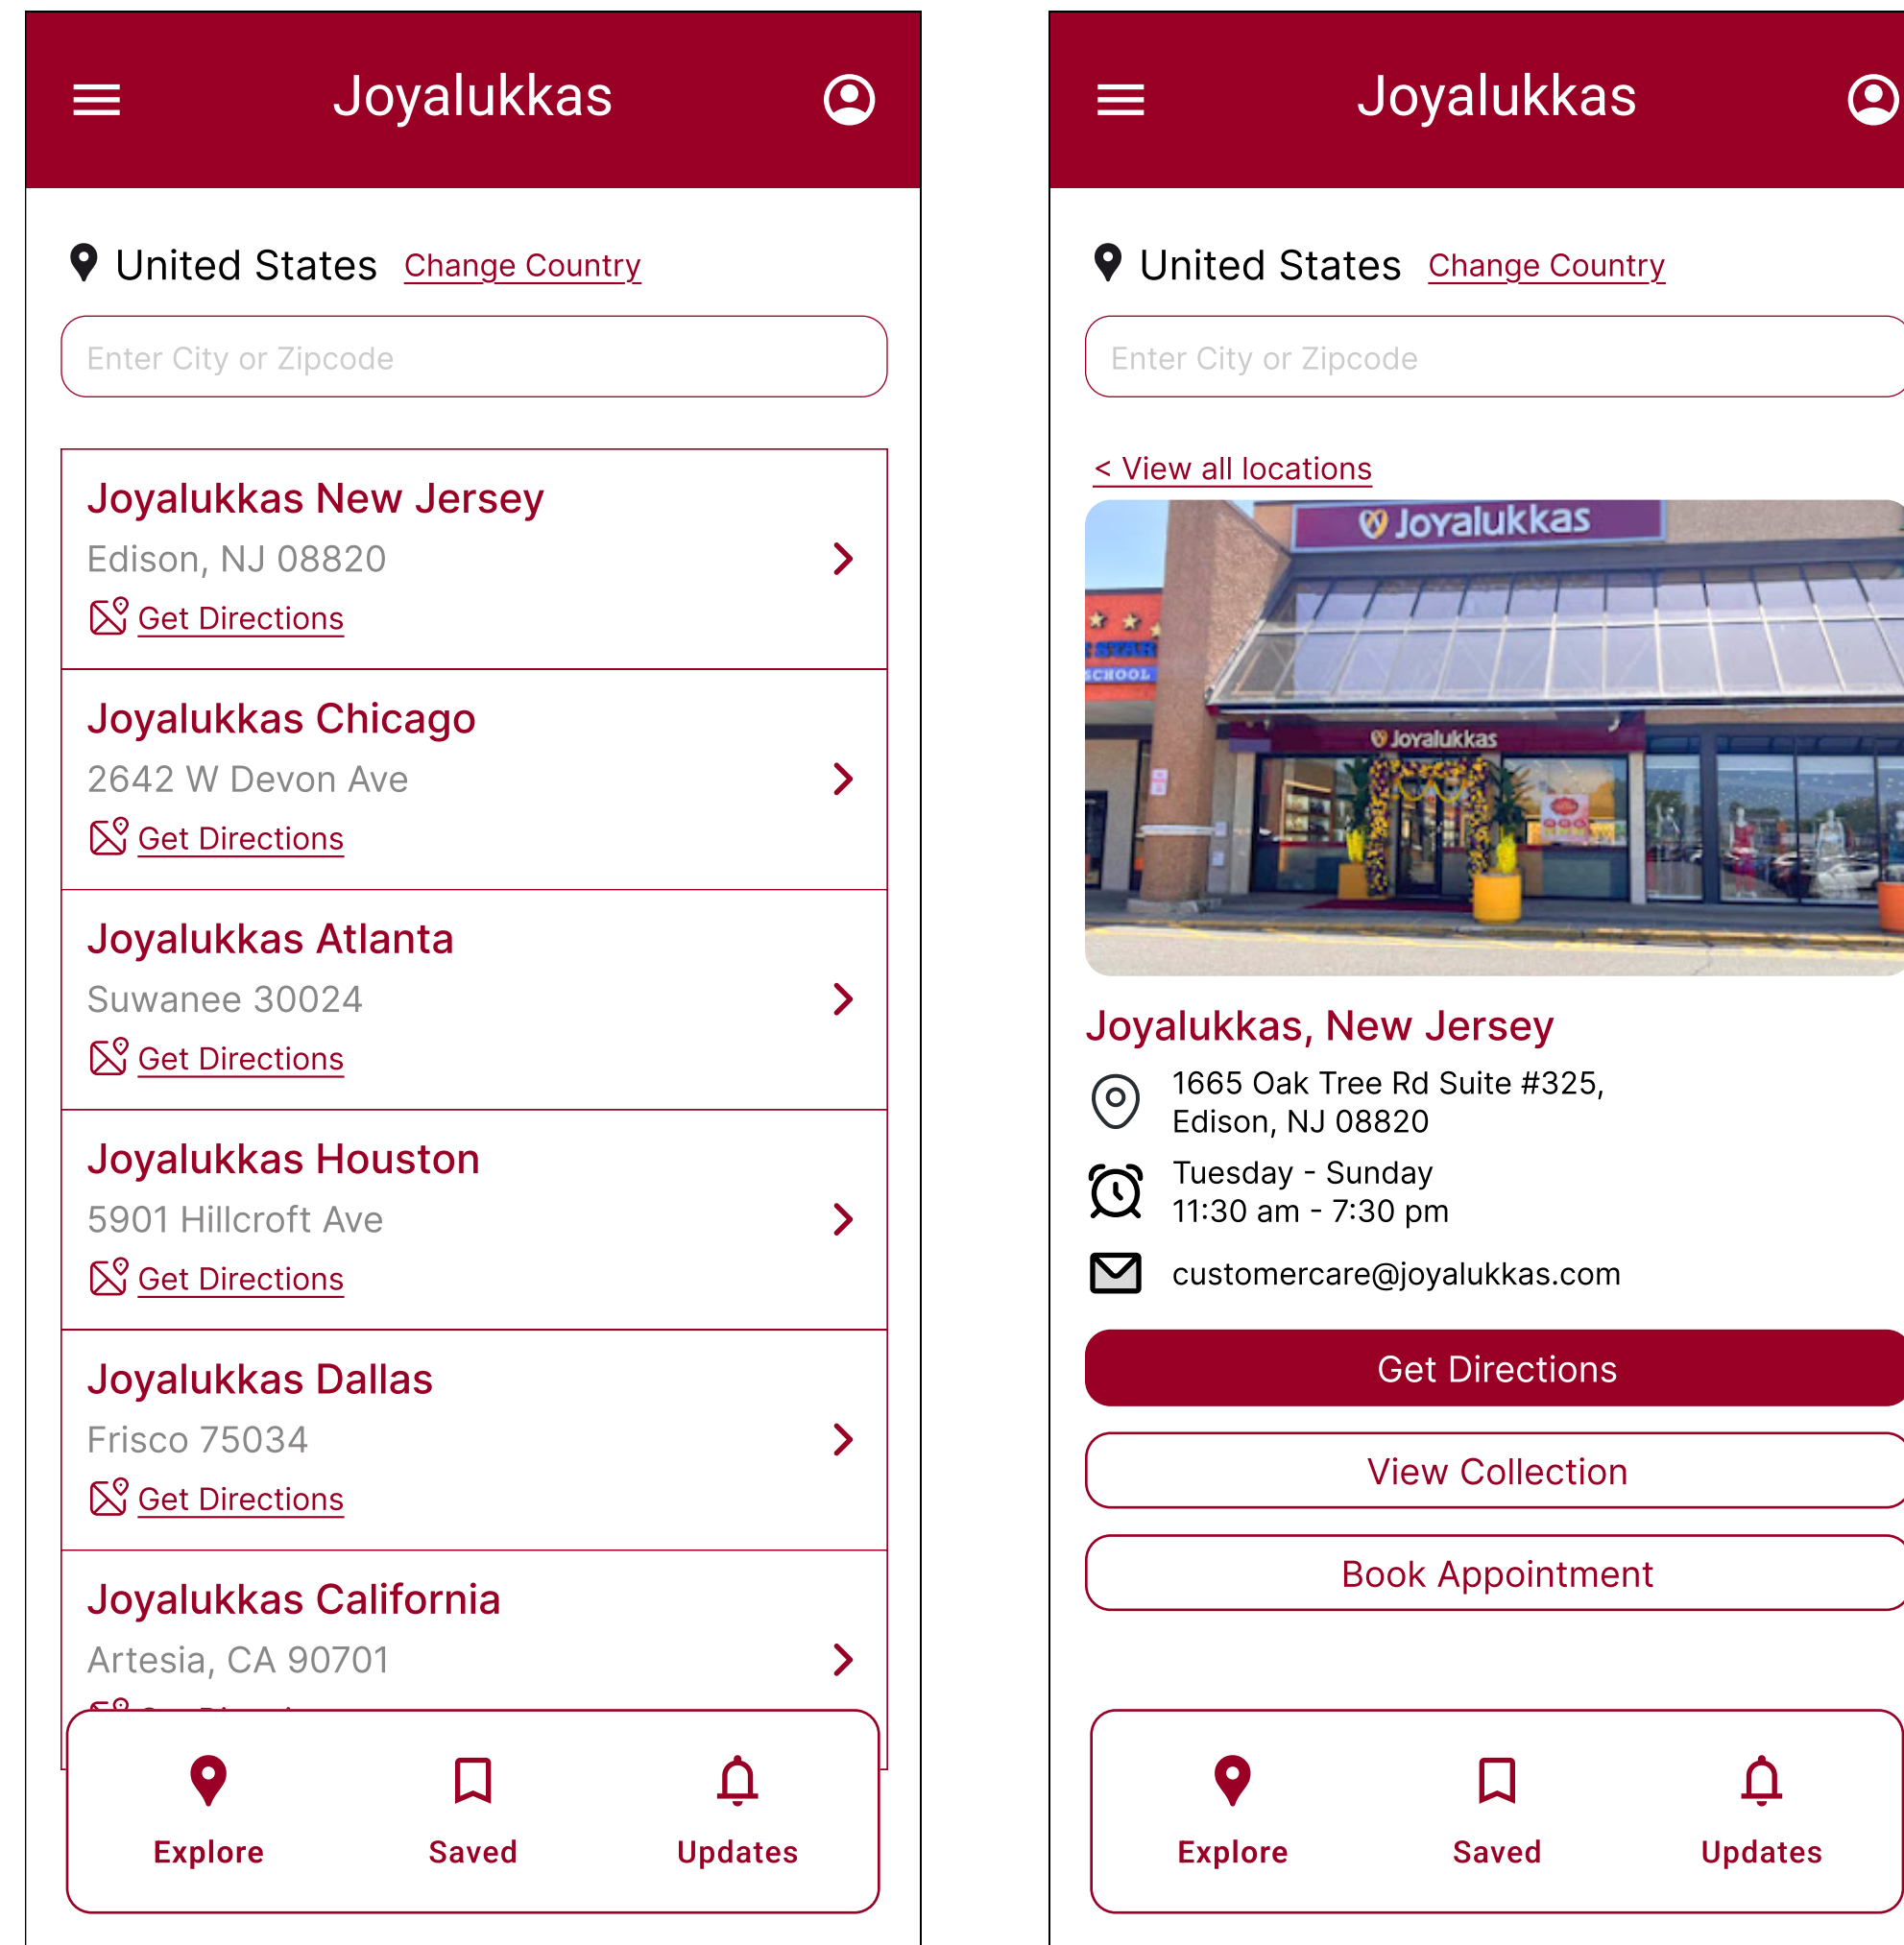 Joyalukkas
United States Change Country
Enter City or Zipcode
Joyalukkas New Jersey
Edison, NJ 08820
Get Directions
Joyalukkas Chicago
2642 W Devon Ave
Get Directions
Joyalukkas Atlanta
Suwanee 30024
Get Directions
Joyalukkas Houston
5901 Hillcroft Ave
Get Directions
Joyalukkas Dallas
Frisco 75034
Get Directions
Joyalukkas California
Artesia, CA 90701
Explore Saved Updates
Joyalukkas
United States Change Country
Enter City or Zipcode
< View all locations
Joyalukkas
STAR
SCHOOL
Joyalukkas
Joyalukkas, New Jersey
1665 Oak Tree Rd Suite #325,
Edison, NJ 08820
Tuesday - Sunday
11:30 am - 7:30 pm
customercare@joyalukkas.com
Get Directions
View Collection
Book Appointment
Explore Saved Updates